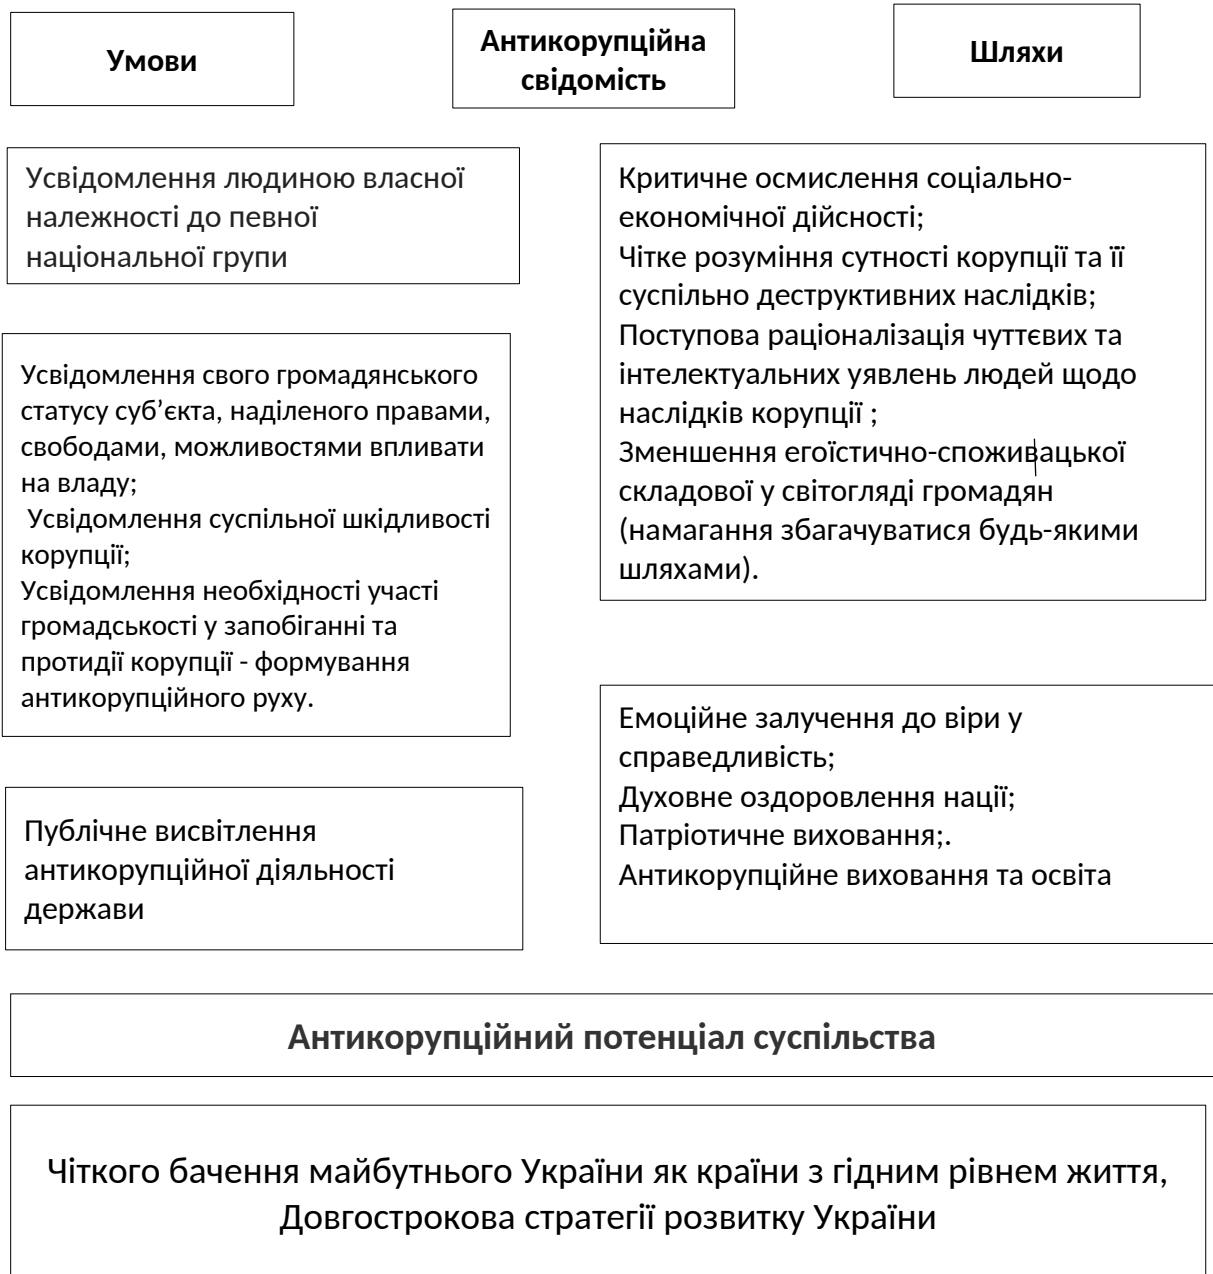 Умови
Антикорупційна
свідомість
Шляхи
Усвідомлення людиною власної
належності до певної
національної групи
Усвідомлення свого громадянського
статусу суб’єкта, наділеного правами,
свободами, можливостями впливати
на владу;
Усвідомлення суспільної шкідливості
корупції;
Усвідомлення необхідності участі
громадськості у запобіганні та
протидії корупції - формування
антикорупційного руху.
Публічне висвітлення
антикорупційної діяльності
держави
Критичне осмислення соціально-
економічної дійсності;
Чітке розуміння сутності корупції та її
суспільно деструктивних наслідків;
Поступова раціоналізація чуттєвих та
інтелектуальних уявлень людей щодо
наслідків корупції ;
Зменшення егоїстично-споживацької
складової у світогляді громадян
(намагання збагачуватися будь-якими
шляхами).
Емоційне залучення до віри у
справедливість;
Духовне оздоровлення нації;
Патріотичне виховання;.
Антикорупційне виховання та освіта
Антикорупційний потенціал суспільства
Чіткого бачення майбутнього України як країни з гідним рівнем життя,
Довгострокова стратегії розвитку України